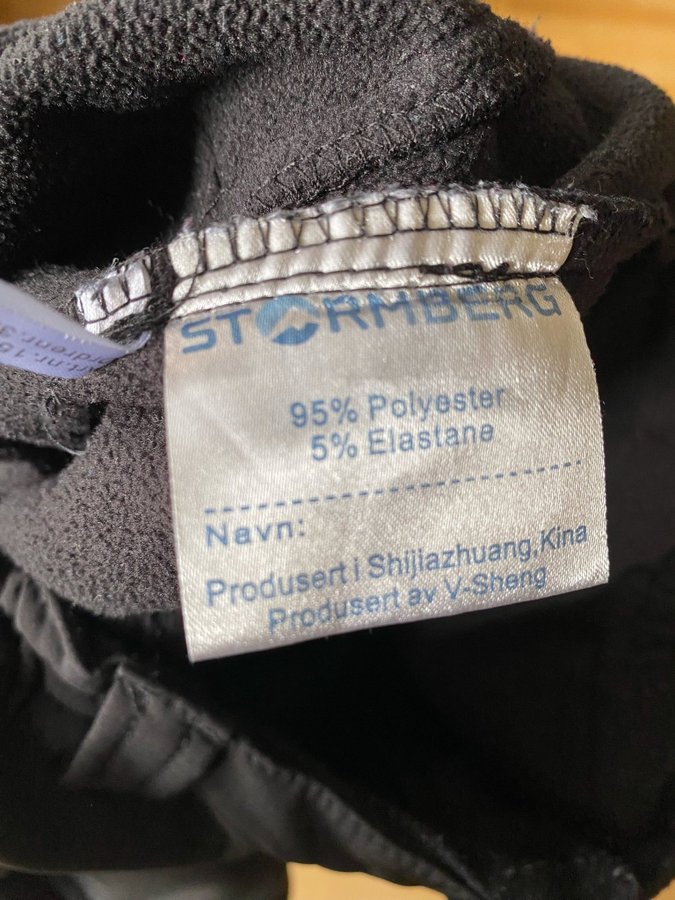 STORMBERG
95% Polyester
5% Elastane
Navn:
Produsert i Shijiazhuang, Kina
Produsert av V-Sheng